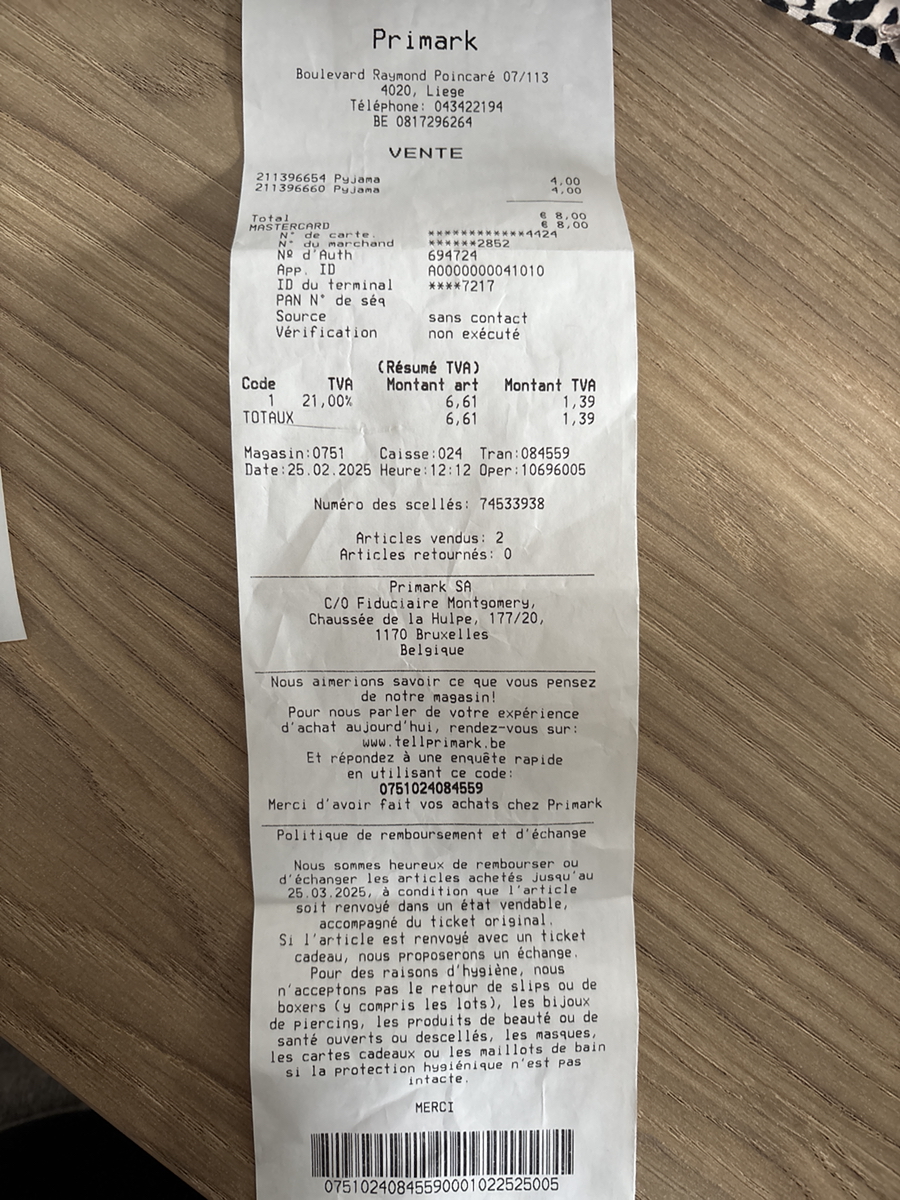 Primark
Boulevard Raymond Poincaré 07/113
4020, Liege
Téléphone: 043422194
BE 0817296264
VENTE
211396654 Pyjama 4,00
211396660 Pyjama 4,00
Total € 8,00
MASTERCARD € 8,00
N° de carte. ************4424
N° du marchand ******2852
Nº d'Auth 694724
App. ID A0000000041010
ID du terminal ****7217
PAN N° de séq
Source sans contact
Vérification non exécuté
(Résumé TVA)
Code TVA Montant art Montant TVA
1 21,00% 6,61 1,39
TOTAUX 6,61 1,39
Magasin:0751 Caisse:024 Tran:084559
Date:25.02.2025 Heure:12:12 Oper:10696005
Numéro des scellés: 74533938
Articles vendus: 2
Articles retournés: 0
Primark SA
C/O Fiduciaire Montgomery,
Chaussée de la Hulpe, 177/20,
1170 Bruxelles
Belgique
Nous aimerions savoir ce que vous pensez
de notre magasin!
Pour nous parler de votre expérience
d'achat aujourd'hui, rendez-vous sur:
www.tellprimark.be
Et répondez à une enquête rapide
en utilisant ce code:
0751024084559
Merci d'avoir fait vos achats chez Primark
Politique de remboursement et d'échange
Nous sommes heureux de rembourser ou
d'échanger les articles achetés jusqu'au
25.03.2025, à condition que l'article
soit renvoyé dans un état vendable,
accompagné du ticket original.
Si l'article est renvoyé avec un ticket
cadeau, nous proposerons un échange.
Pour des raisons d'hygiène, nous
n'acceptons pas le retour de slips ou de
boxers (y compris les lots), les bijoux
de piercing, les produits de beauté ou de
santé ouverts ou descellés, les masques,
les cartes cadeaux ou les maillots de bain
si la protection hygiénique n'est pas
intacte.
MERCI
07510240845590001022525005